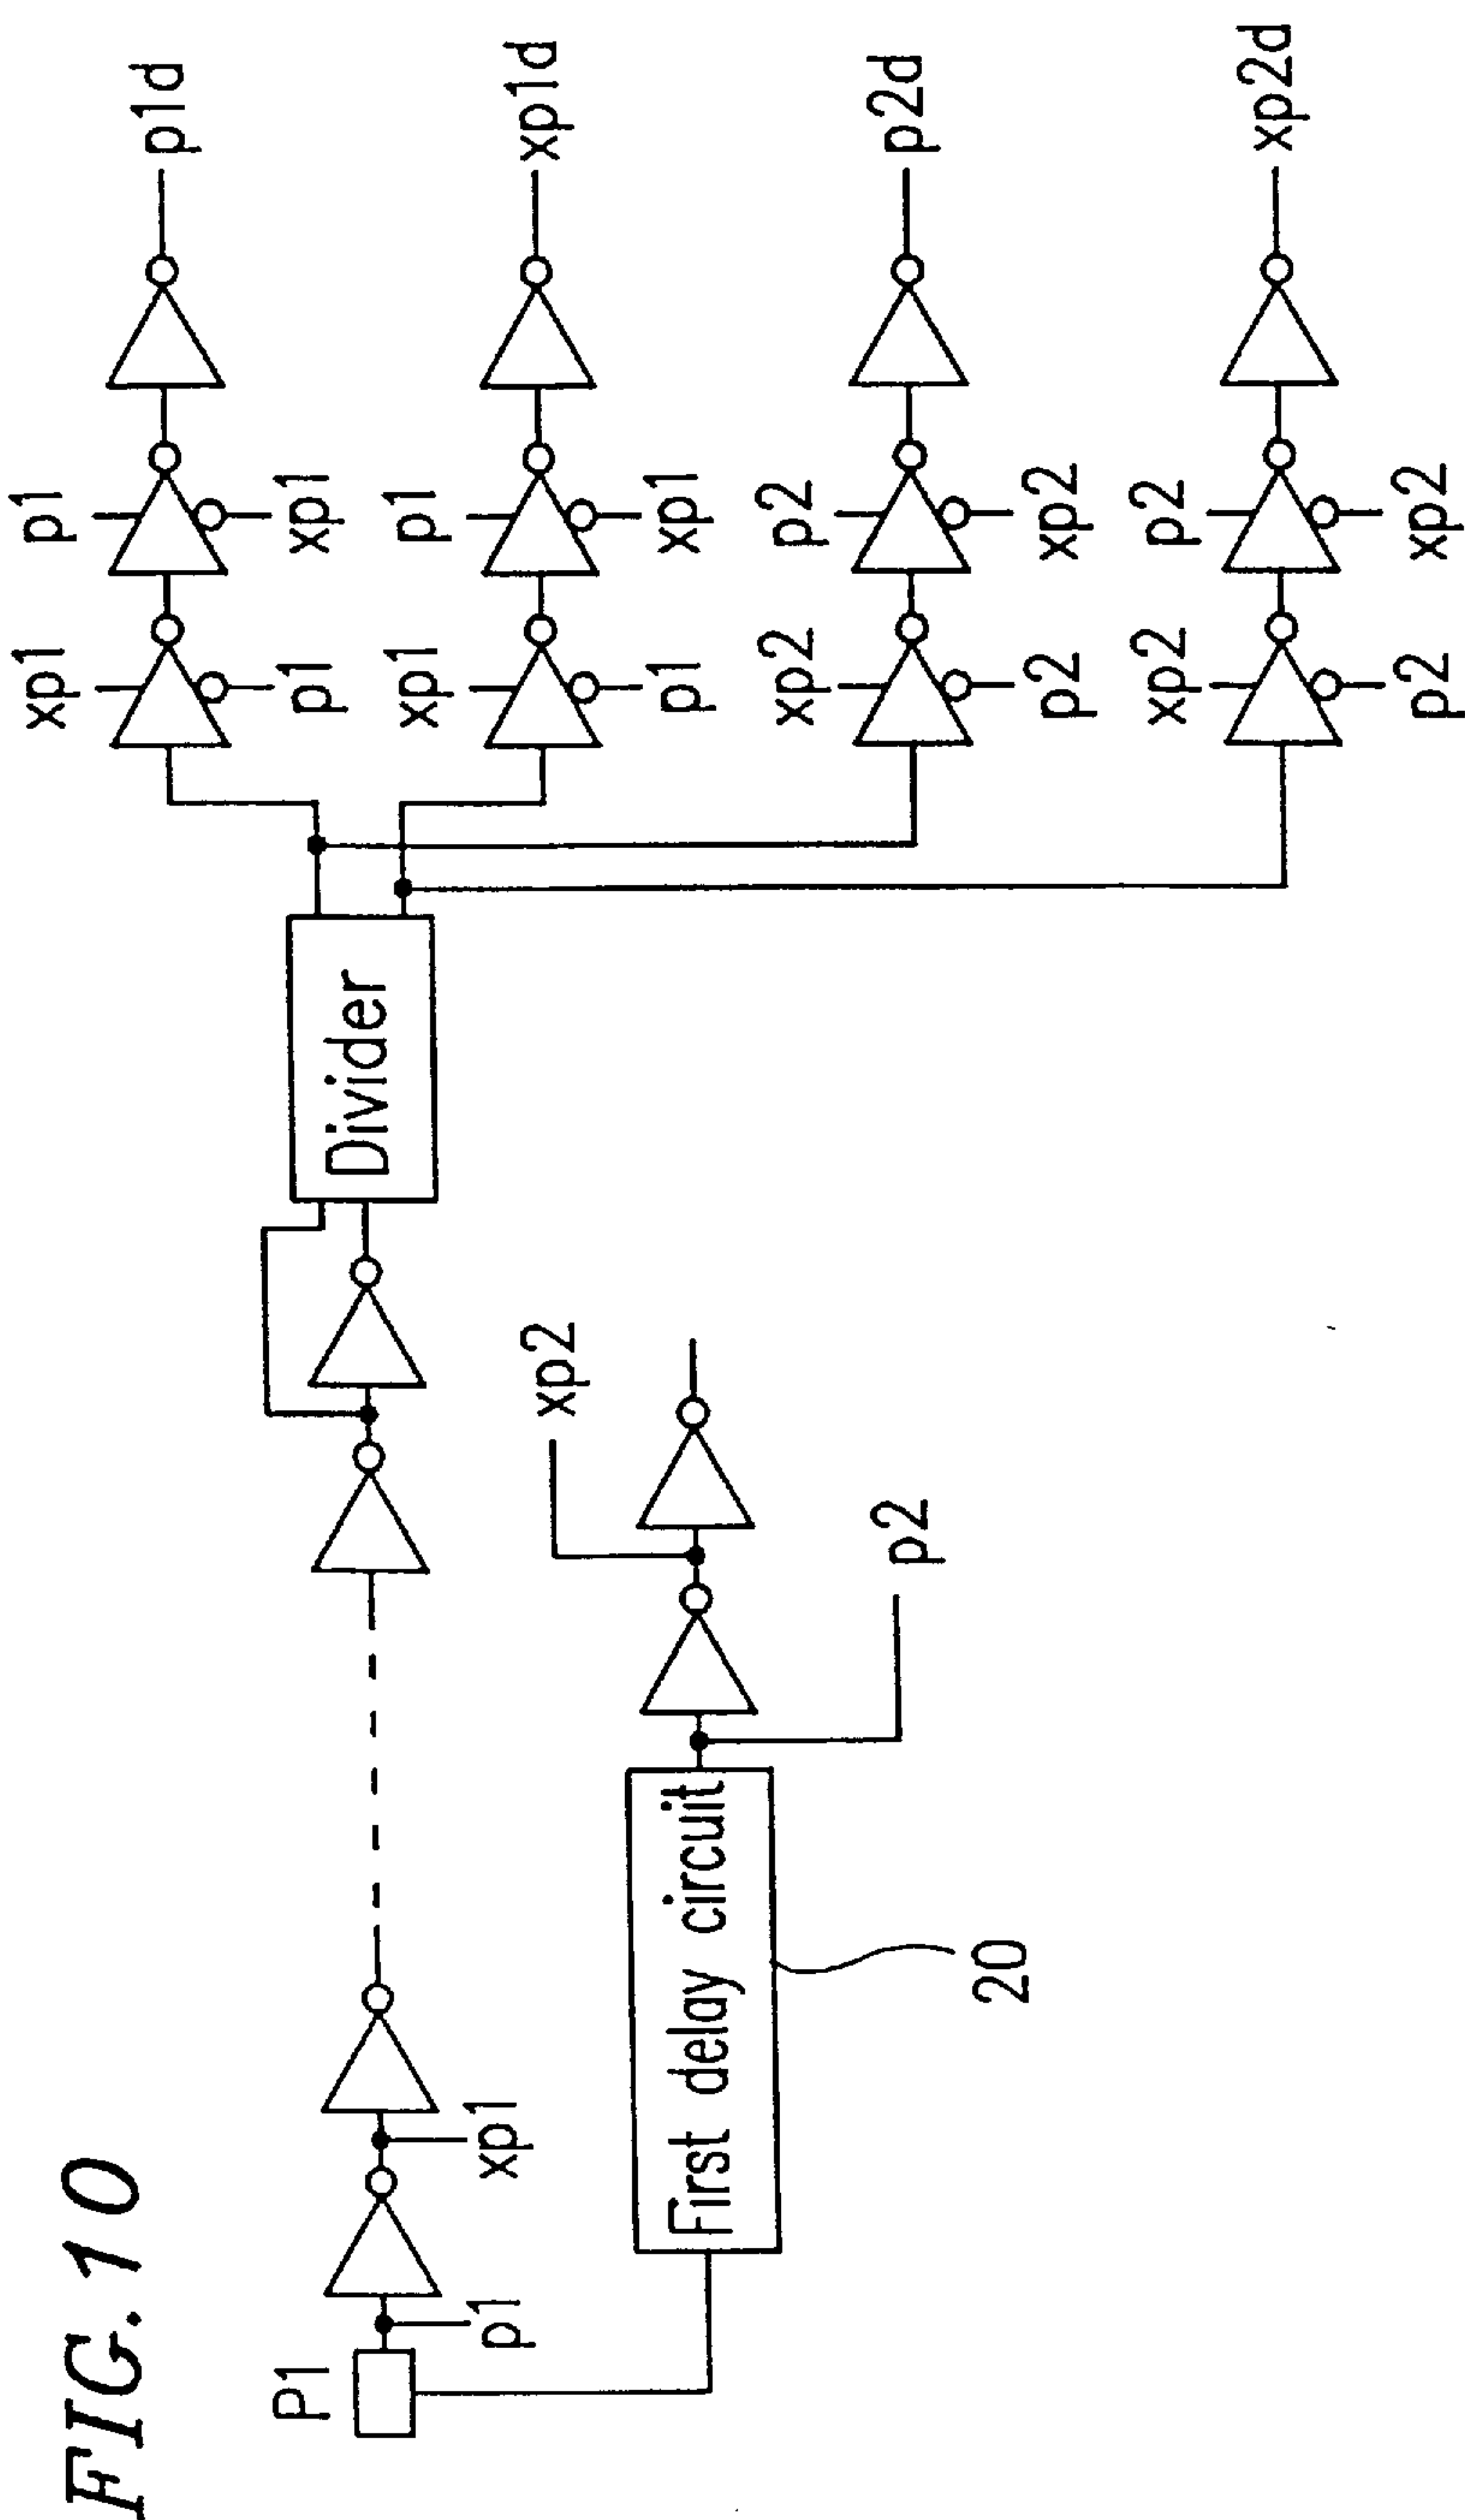 FIG. 10
P1
p1
xp1
First delay circuit
20
p2
xp2
Divider
xp1
p1
p1
xp1
p1d
xp1
p1
p1
xp1
xp1d
xp2
p2
p2
xp2
p2d
xp2
p2
p2
xp2
xp2d